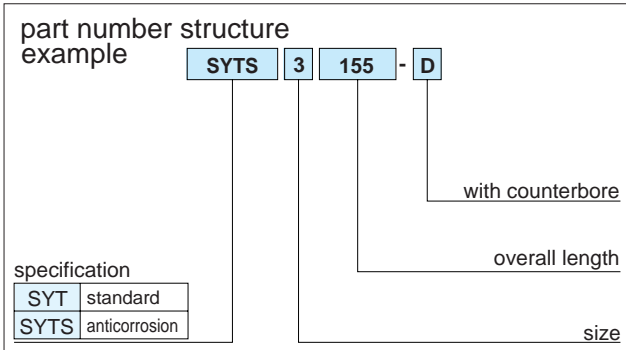 part number structure
example
SYTS 3 155 - D
with counterbore
overall length
specification
SYT standard
SYTS anticorrosion
size